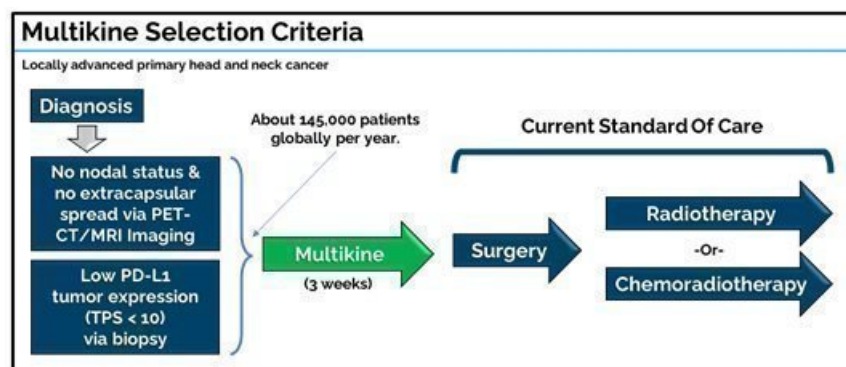 Multikine Selection Criteria
Locally advanced primary head and neck cancer
Diagnosis
No nodal status &
no extracapsular
spread via PET-
CT/MRI Imaging
Low PD-L1
tumor expression
(TPS < 10)
via biopsy
About 145,000 patients
globally per year.
Multikine
(3 weeks)
Current Standard Of Care
Surgery
Radiotherapy
-Or-
Chemoradiotherapy